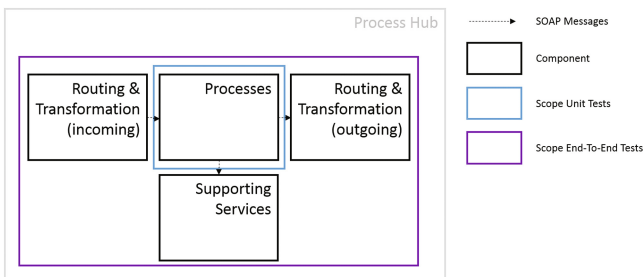 Process Hub
Routing &
Transformation
(incoming)
Processes
Routing &
Transformation
(outgoing)
Supporting
Services
SOAP Messages
Component
Scope Unit Tests
Scope End-To-End Tests